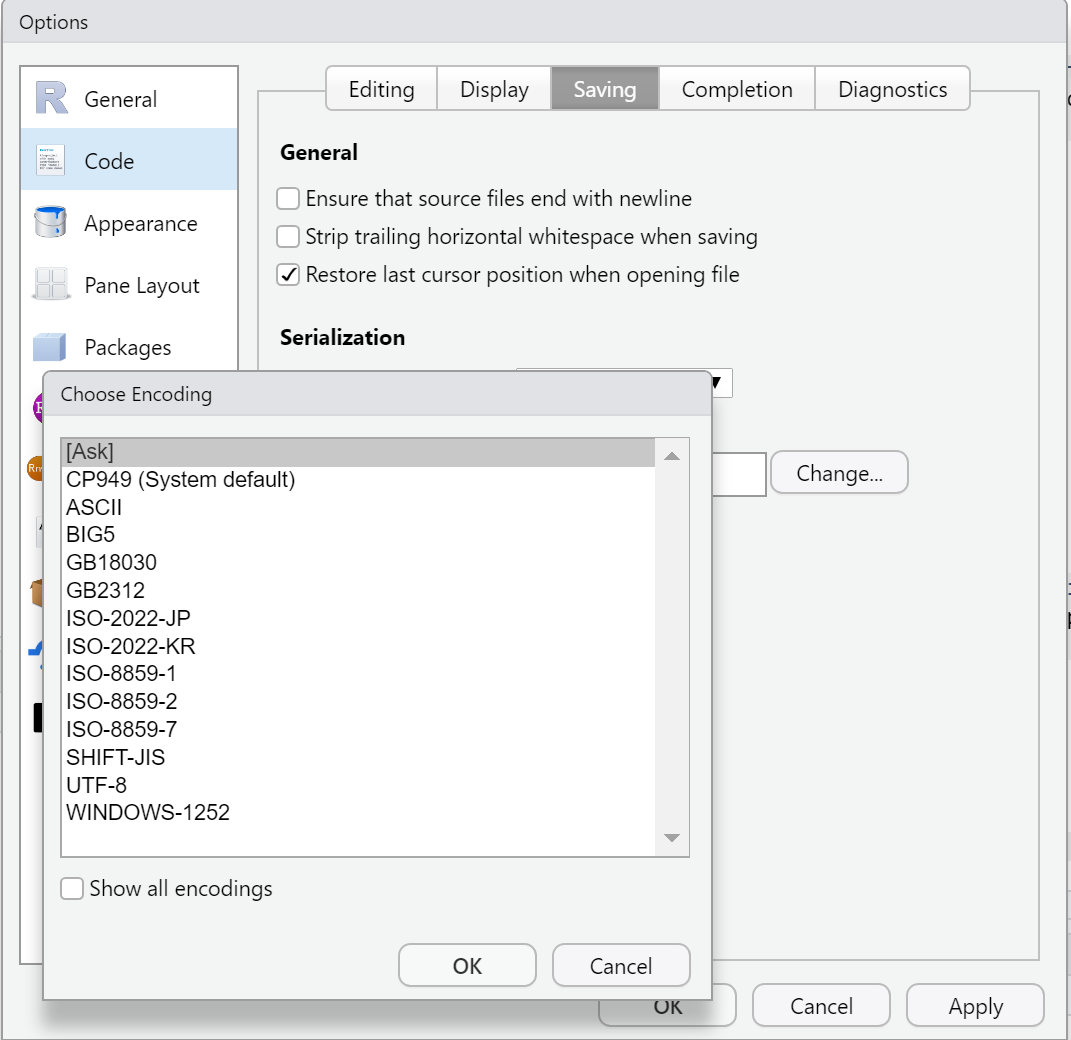 Options
General
Code
Appearance
Pane Layout
Packages
Editing
Display
Saving
Completion
Diagnostics
General
Ensure that source files end with newline
Strip trailing horizontal whitespace when saving
Restore last cursor position when opening file
Serialization
Change...
Choose Encoding
[Ask]
CP949 (System default)
ASCII
BIG5
GB18030
GB2312
ISO-2022-JP
ISO-2022-KR
ISO-8859-1
ISO-8859-2
ISO-8859-7
SHIFT-JIS
UTF-8
WINDOWS-1252
Show all encodings
OK
Cancel
OK
Cancel
Apply